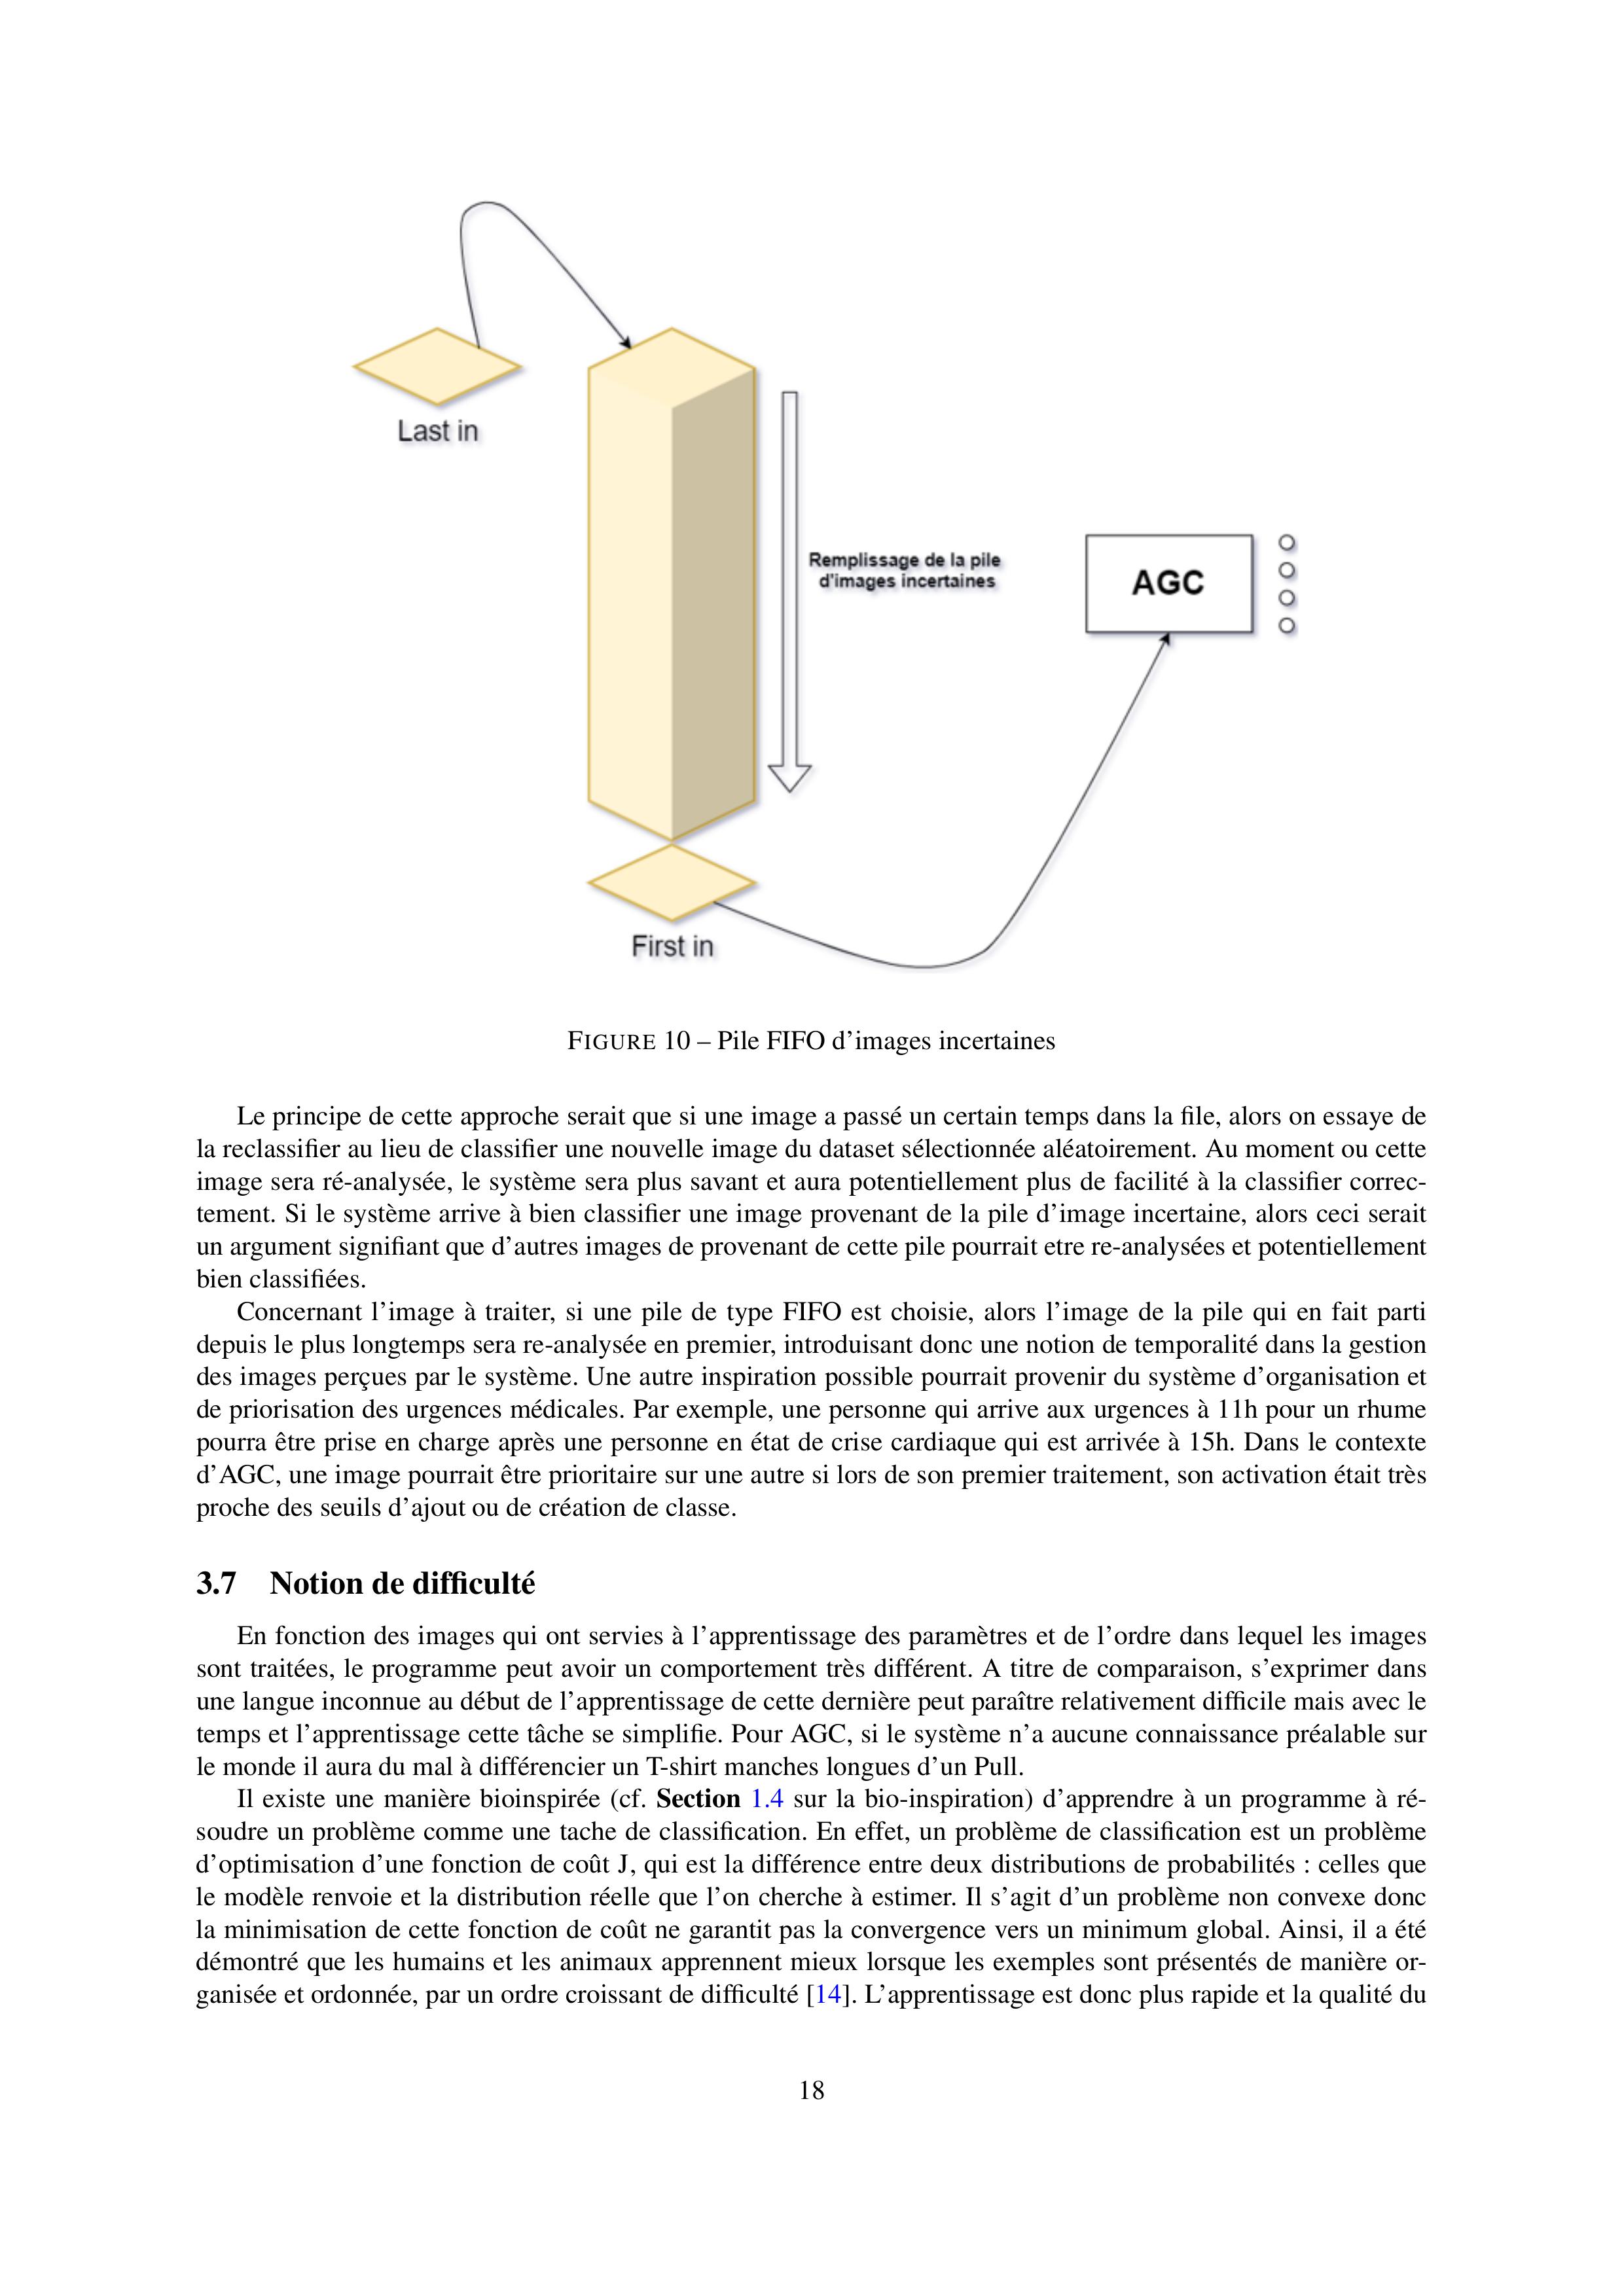 Last in
Remplissage de la pile
d'images incertaines
AGC
First in
FIGURE 10 – Pile FIFO d'images incertaines
Le principe de cette approche serait que si une image a passé un certain temps dans la file, alors on essaye de
la reclassifier au lieu de classifier une nouvelle image du dataset sélectionnée aléatoirement. Au moment ou cette
image sera ré-analysée, le système sera plus savant et aura potentiellement plus de facilité à la classifier correc-
tement. Si le système arrive à bien classifier une image provenant de la pile d'image incertaine, alors ceci serait
un argument signifiant que d'autres images de provenant de cette pile pourrait etre re-analysées et potentiellement
bien classifiées.
Concernant l'image à traiter, si une pile de type FIFO est choisie, alors l'image de la pile qui en fait parti
depuis le plus longtemps sera re-analysée en premier, introduisant donc une notion de temporalité dans la gestion
des images perçues par le système. Une autre inspiration possible pourrait provenir du système d'organisation et
de priorisation des urgences médicales. Par exemple, une personne qui arrive aux urgences à 11h pour un rhume
pourra être prise en charge après une personne en état de crise cardiaque qui est arrivée à 15h. Dans le contexte
d'AGC, une image pourrait être prioritaire sur une autre si lors de son premier traitement, son activation était très
proche des seuils d'ajout ou de création de classe.
3.7 Notion de difficulté
En fonction des images qui ont servies à l'apprentissage des paramètres et de l'ordre dans lequel les images
sont traitées, le programme peut avoir un comportement très différent. A titre de comparaison, s'exprimer dans
une langue inconnue au début de l'apprentissage de cette dernière peut paraître relativement difficile mais avec le
temps et l'apprentissage cette tâche se simplifie. Pour AGC, si le système n'a aucune connaissance préalable sur
le monde il aura du mal à différencier un T-shirt manches longues d'un Pull.
Il existe une manière bioinspirée (cf. Section 1.4 sur la bio-inspiration) d'apprendre à un programme à ré-
soudre un problème comme une tache de classification. En effet, un problème de classification est un problème
d'optimisation d'une fonction de coût J, qui est la différence entre deux distributions de probabilités : celles que
le modèle renvoie et la distribution réelle que l'on cherche à estimer. Il s'agit d'un problème non convexe donc
la minimisation de cette fonction de coût ne garantit pas la convergence vers un minimum global. Ainsi, il a été
démontré que les humains et les animaux apprennent mieux lorsque les exemples sont présentés de manière or-
ganisée et ordonnée, par un ordre croissant de difficulté [14]. L'apprentissage est donc plus rapide et la qualité du
18